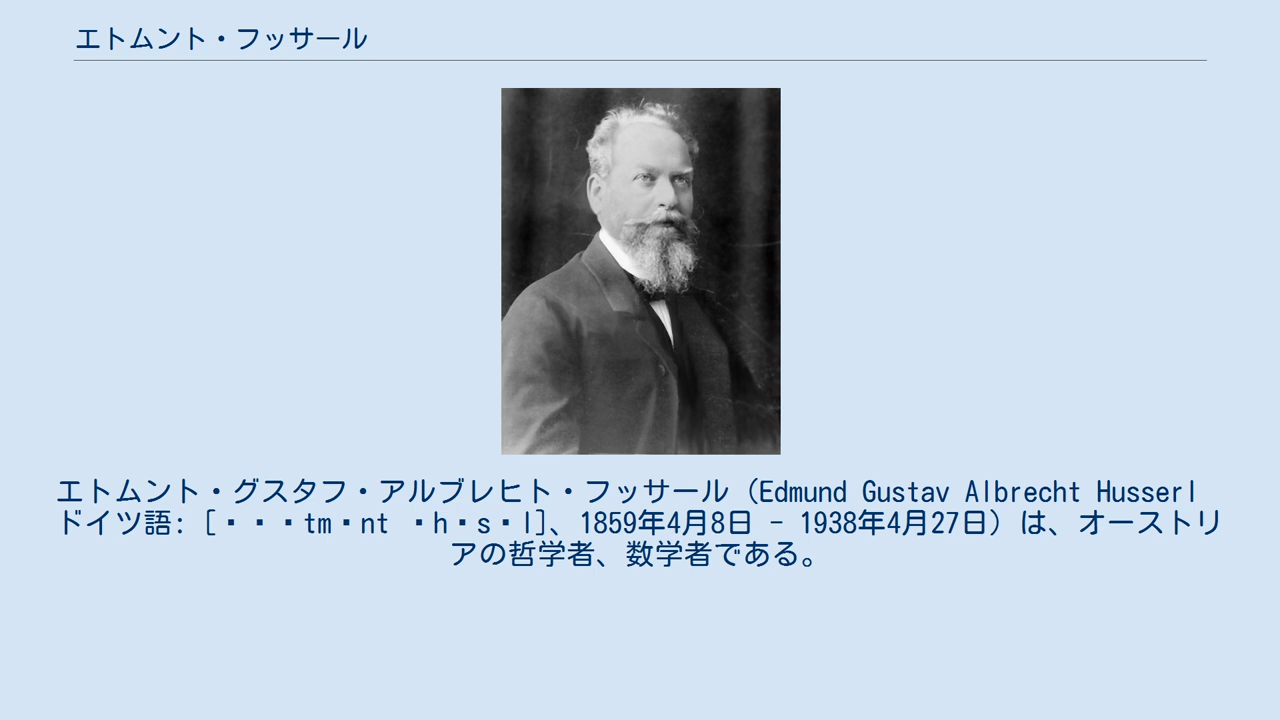 エトムント・フッサール
エトムント・グスタフ・アルブレヒト・フッサール（Edmund Gustav Albrecht Husserl
ドイツ語: [・・・tm・nt ・h・s・l]、1859年4月8日 - 1938年4月27日）は、オーストリ
アの哲学者、数学者である。